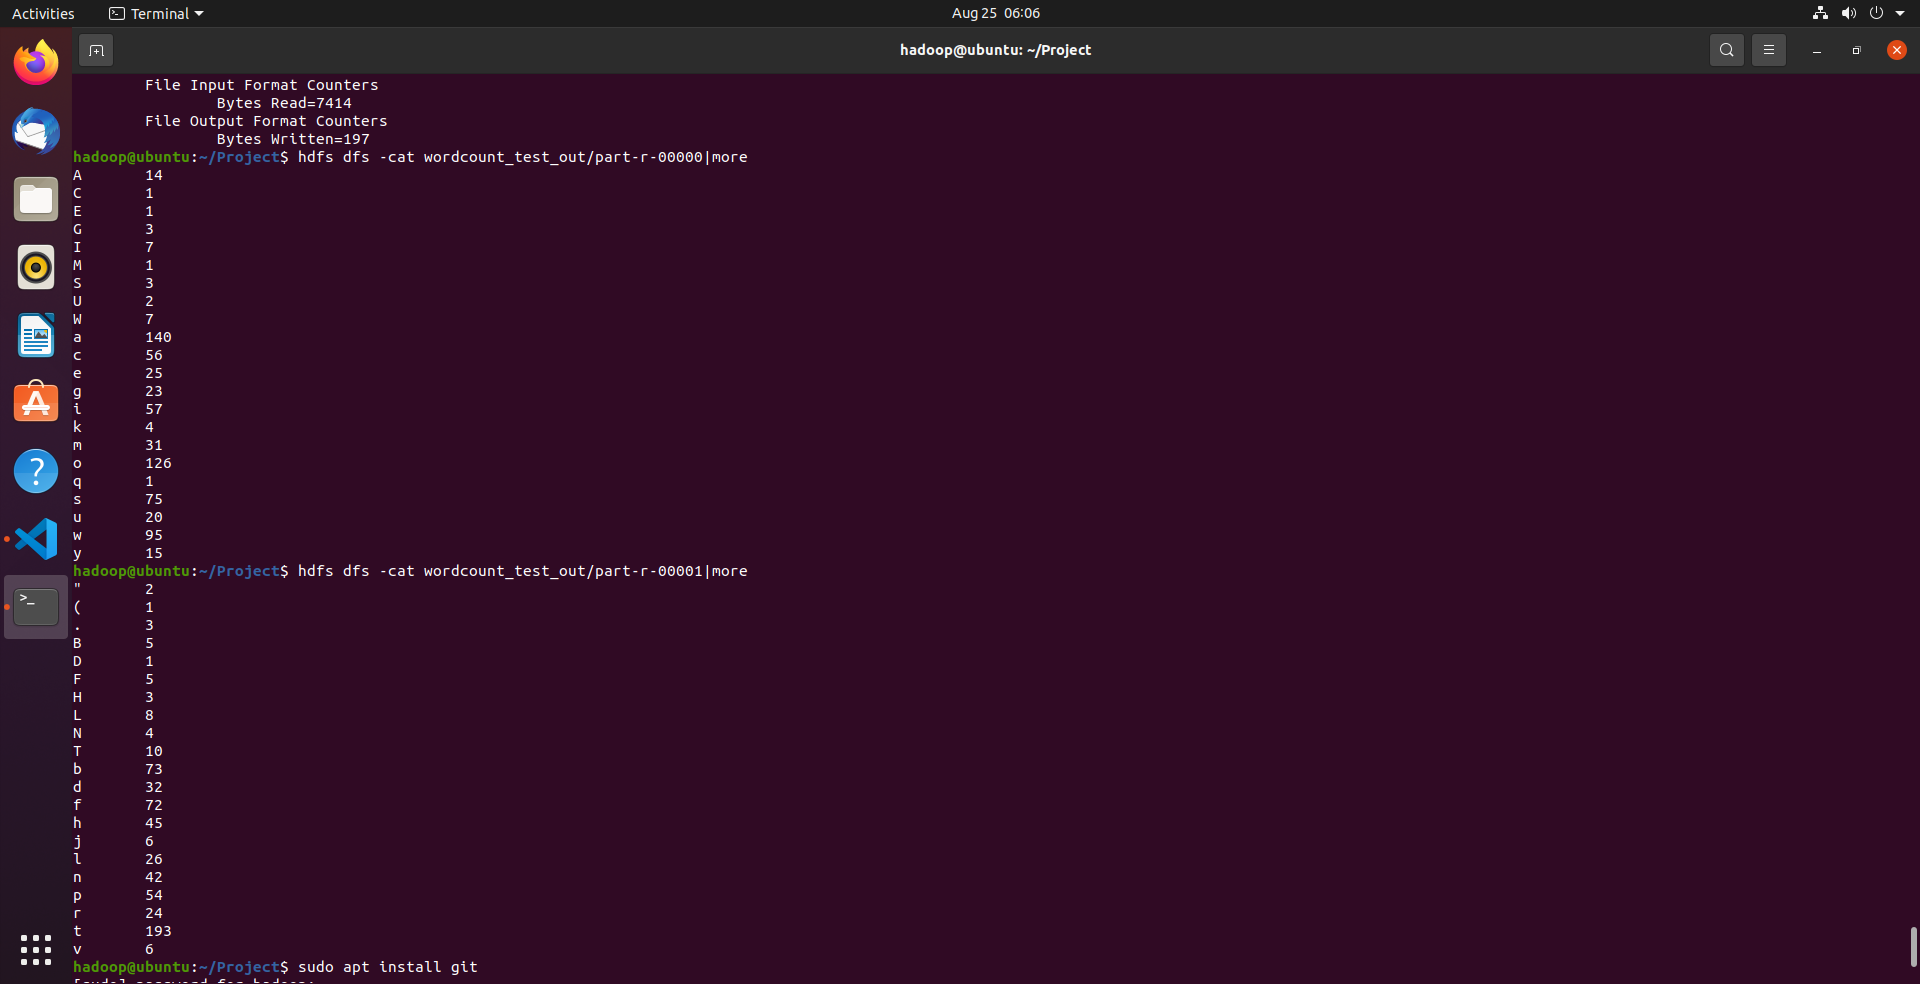 Activities Terminal Aug 25 06:06
hadoop@ubuntu: ~/Project
File Input Format Counters
Bytes Read=7414
File Output Format Counters
Bytes Written=197
hadoop@ubuntu:~/Project$ hdfs dfs -cat wordcount_test_out/part-r-00000|more
A 14
C 1
E 1
G 3
I 7
M 1
S 3
U 2
W 7
a 140
c 56
e 25
g 23
i 57
k 4
m 31
o 126
q 1
s 75
u 20
w 95
y 15
hadoop@ubuntu:~/Project$ hdfs dfs -cat wordcount_test_out/part-r-00001|more
" 2
( 1
. 3
B 5
D 1
F 5
H 3
L 8
N 4
T 10
b 73
d 32
f 72
h 45
j 6
l 26
n 42
p 54
r 24
t 193
v 6
hadoop@ubuntu:~/Project$ sudo apt install git
[sudo] password for hadoop: